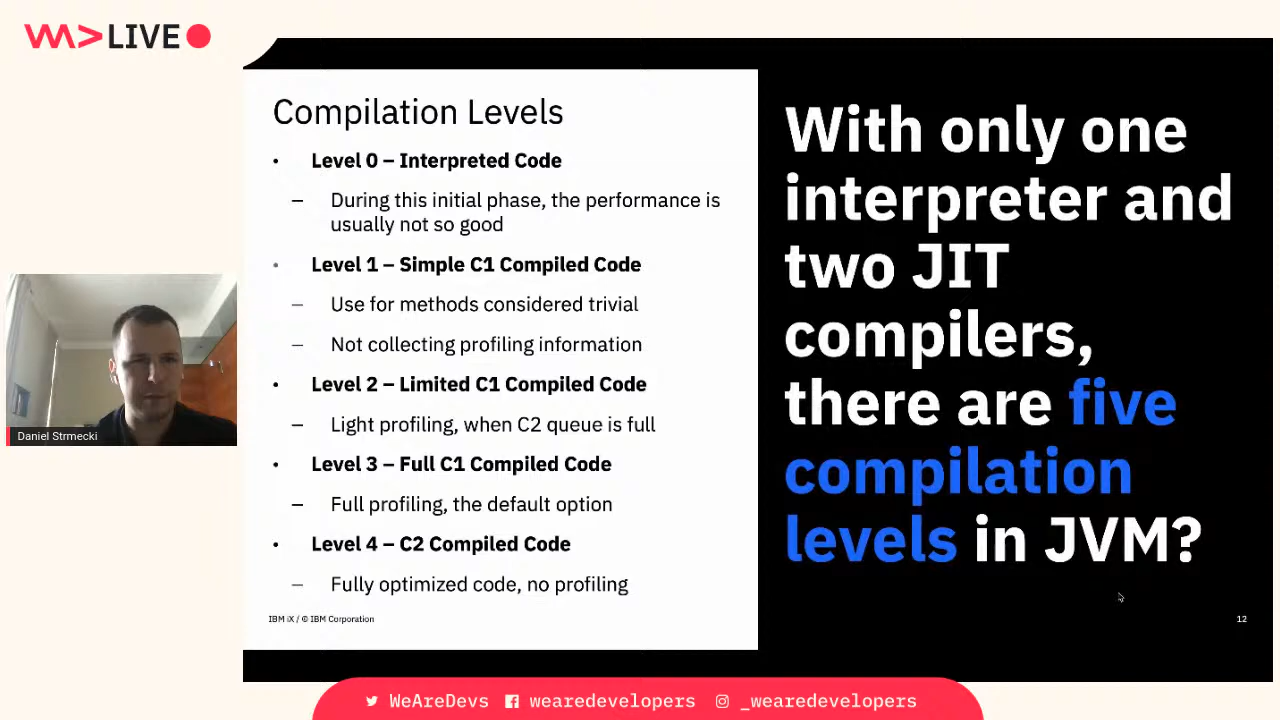 LIVE
Compilation Levels
• Level 0 – Interpreted Code
– During this initial phase, the performance is
usually not so good
• Level 1 – Simple C1 Compiled Code
– Use for methods considered trivial
– Not collecting profiling information
• Level 2 – Limited C1 Compiled Code
– Light profiling, when C2 queue is full
• Level 3 – Full C1 Compiled Code
– Full profiling, the default option
• Level 4 – C2 Compiled Code
– Fully optimized code, no profiling
IBM iX / © IBM Corporation
With only one
interpreter and
two JIT
compilers,
there are five
compilation
levels in JVM?
12
Daniel Strmecki
WeAreDevs wearedevelopers _wearedevelopers